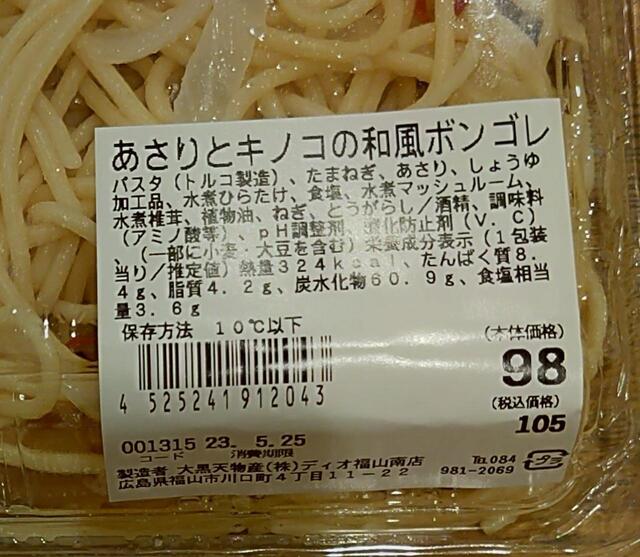 あさりとキノコの和風ボンゴレ
パスタ(トルコ製造)、たまねぎ、あさり、しょうゆ
加工品、水煮ひらたけ、食塩、水煮マッシュルーム、
水煮椎茸、植物油、ねぎ、とうがらし/酒精、調味料
(アミノ酸等)、pH調整剤、酸化防止剤(V.C)
、(一部に小麦、大豆を含む)栄養成分表示(1包装
当り/推定値)熱量324kcal、たんぱく質8.
4g、脂質4.2g、炭水化物60.9g、食塩相当
量3.6g
保存方法 10℃以下
(本体価格)
98
(税込価格)
105
4 525241 912043
001315 23. 5.25
コード 消費期限
製造者 大黒天物産(株)ディオ福山南店
広島県福山市川口町4丁目11-22
℡084
981-2069
プラ